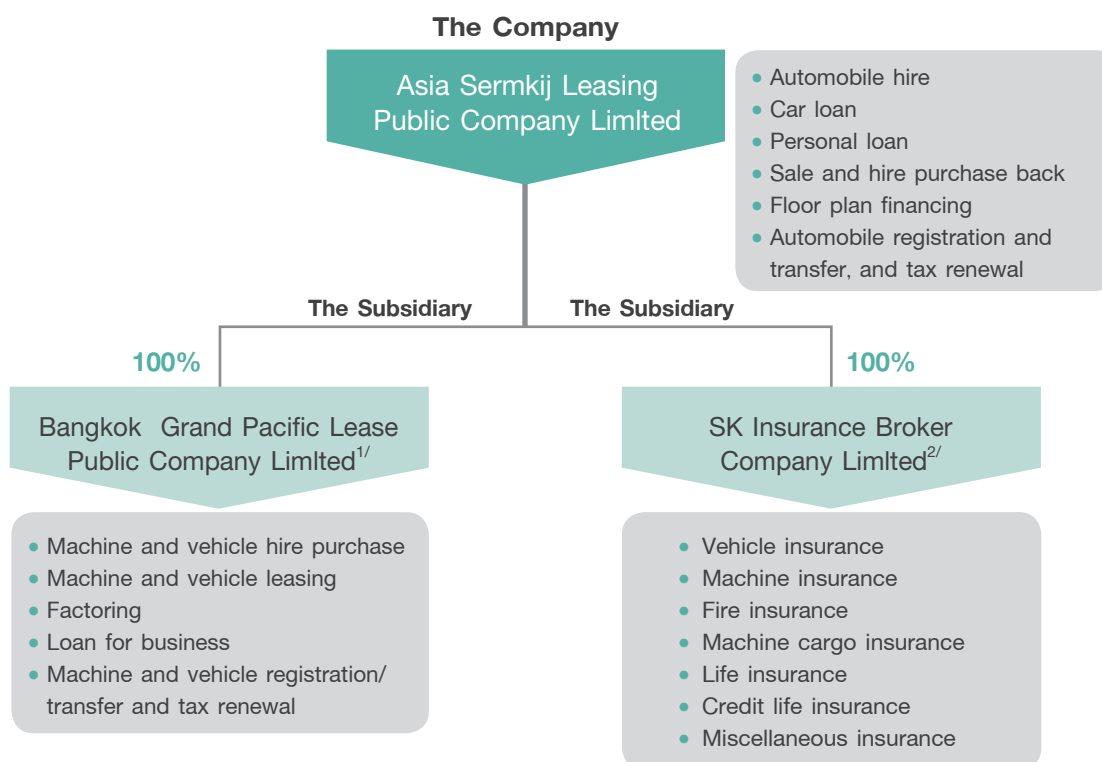 The Company
Asia Sermkij Leasing
Public Company Limlted
• Automobile hire
• Car loan
• Personal loan
• Sale and hire purchase back
• Floor plan financing
• Automobile registration and
transfer, and tax renewal
The Subsidiary
The Subsidiary
100%
100%
Bangkok Grand Pacific Lease
Public Company Limlted1/
SK Insurance Broker
Company Limlted2/
• Machine and vehicle hire purchase
• Machine and vehicle leasing
• Factoring
• Loan for business
• Machine and vehicle registration/
transfer and tax renewal
• Vehicle insurance
• Machine insurance
• Fire insurance
• Machine cargo insurance
• Life insurance
• Credit life insurance
• Miscellaneous insurance